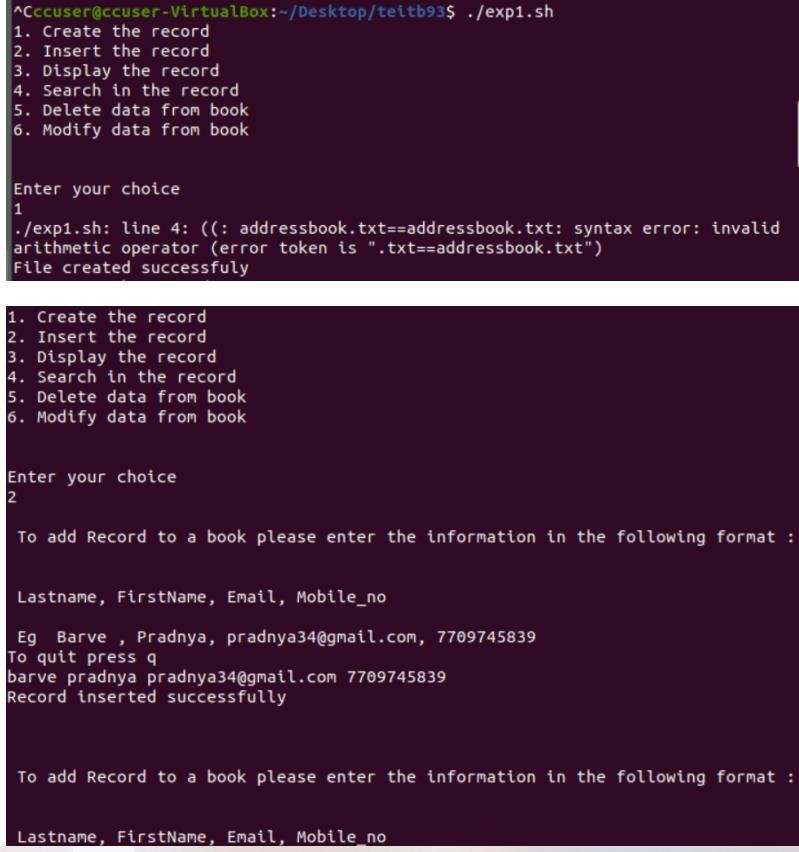 ^Cccuser@ccuser-VirtualBox:~/Desktop/teitb93$ ./exp1.sh
1. Create the record
2. Insert the record
3. Display the record
4. Search in the record
5. Delete data from book
6. Modify data from book
Enter your choice
1
./exp1.sh: line 4: ((: addressbook.txt==addressbook.txt: syntax error: invalid
arithmetic operator (error token is ".txt==addressbook.txt")
File created successfuly
1. Create the record
2. Insert the record
3. Display the record
4. Search in the record
5. Delete data from book
6. Modify data from book
Enter your choice
2
To add Record to a book please enter the information in the following format :
Lastname, FirstName, Email, Mobile_no
Eg  Barve , Pradnya, pradnya34@gmail.com, 7709745839
To quit press q
barve pradnya pradnya34@gmail.com 7709745839
Record inserted successfully
To add Record to a book please enter the information in the following format :
Lastname, FirstName, Email, Mobile_no